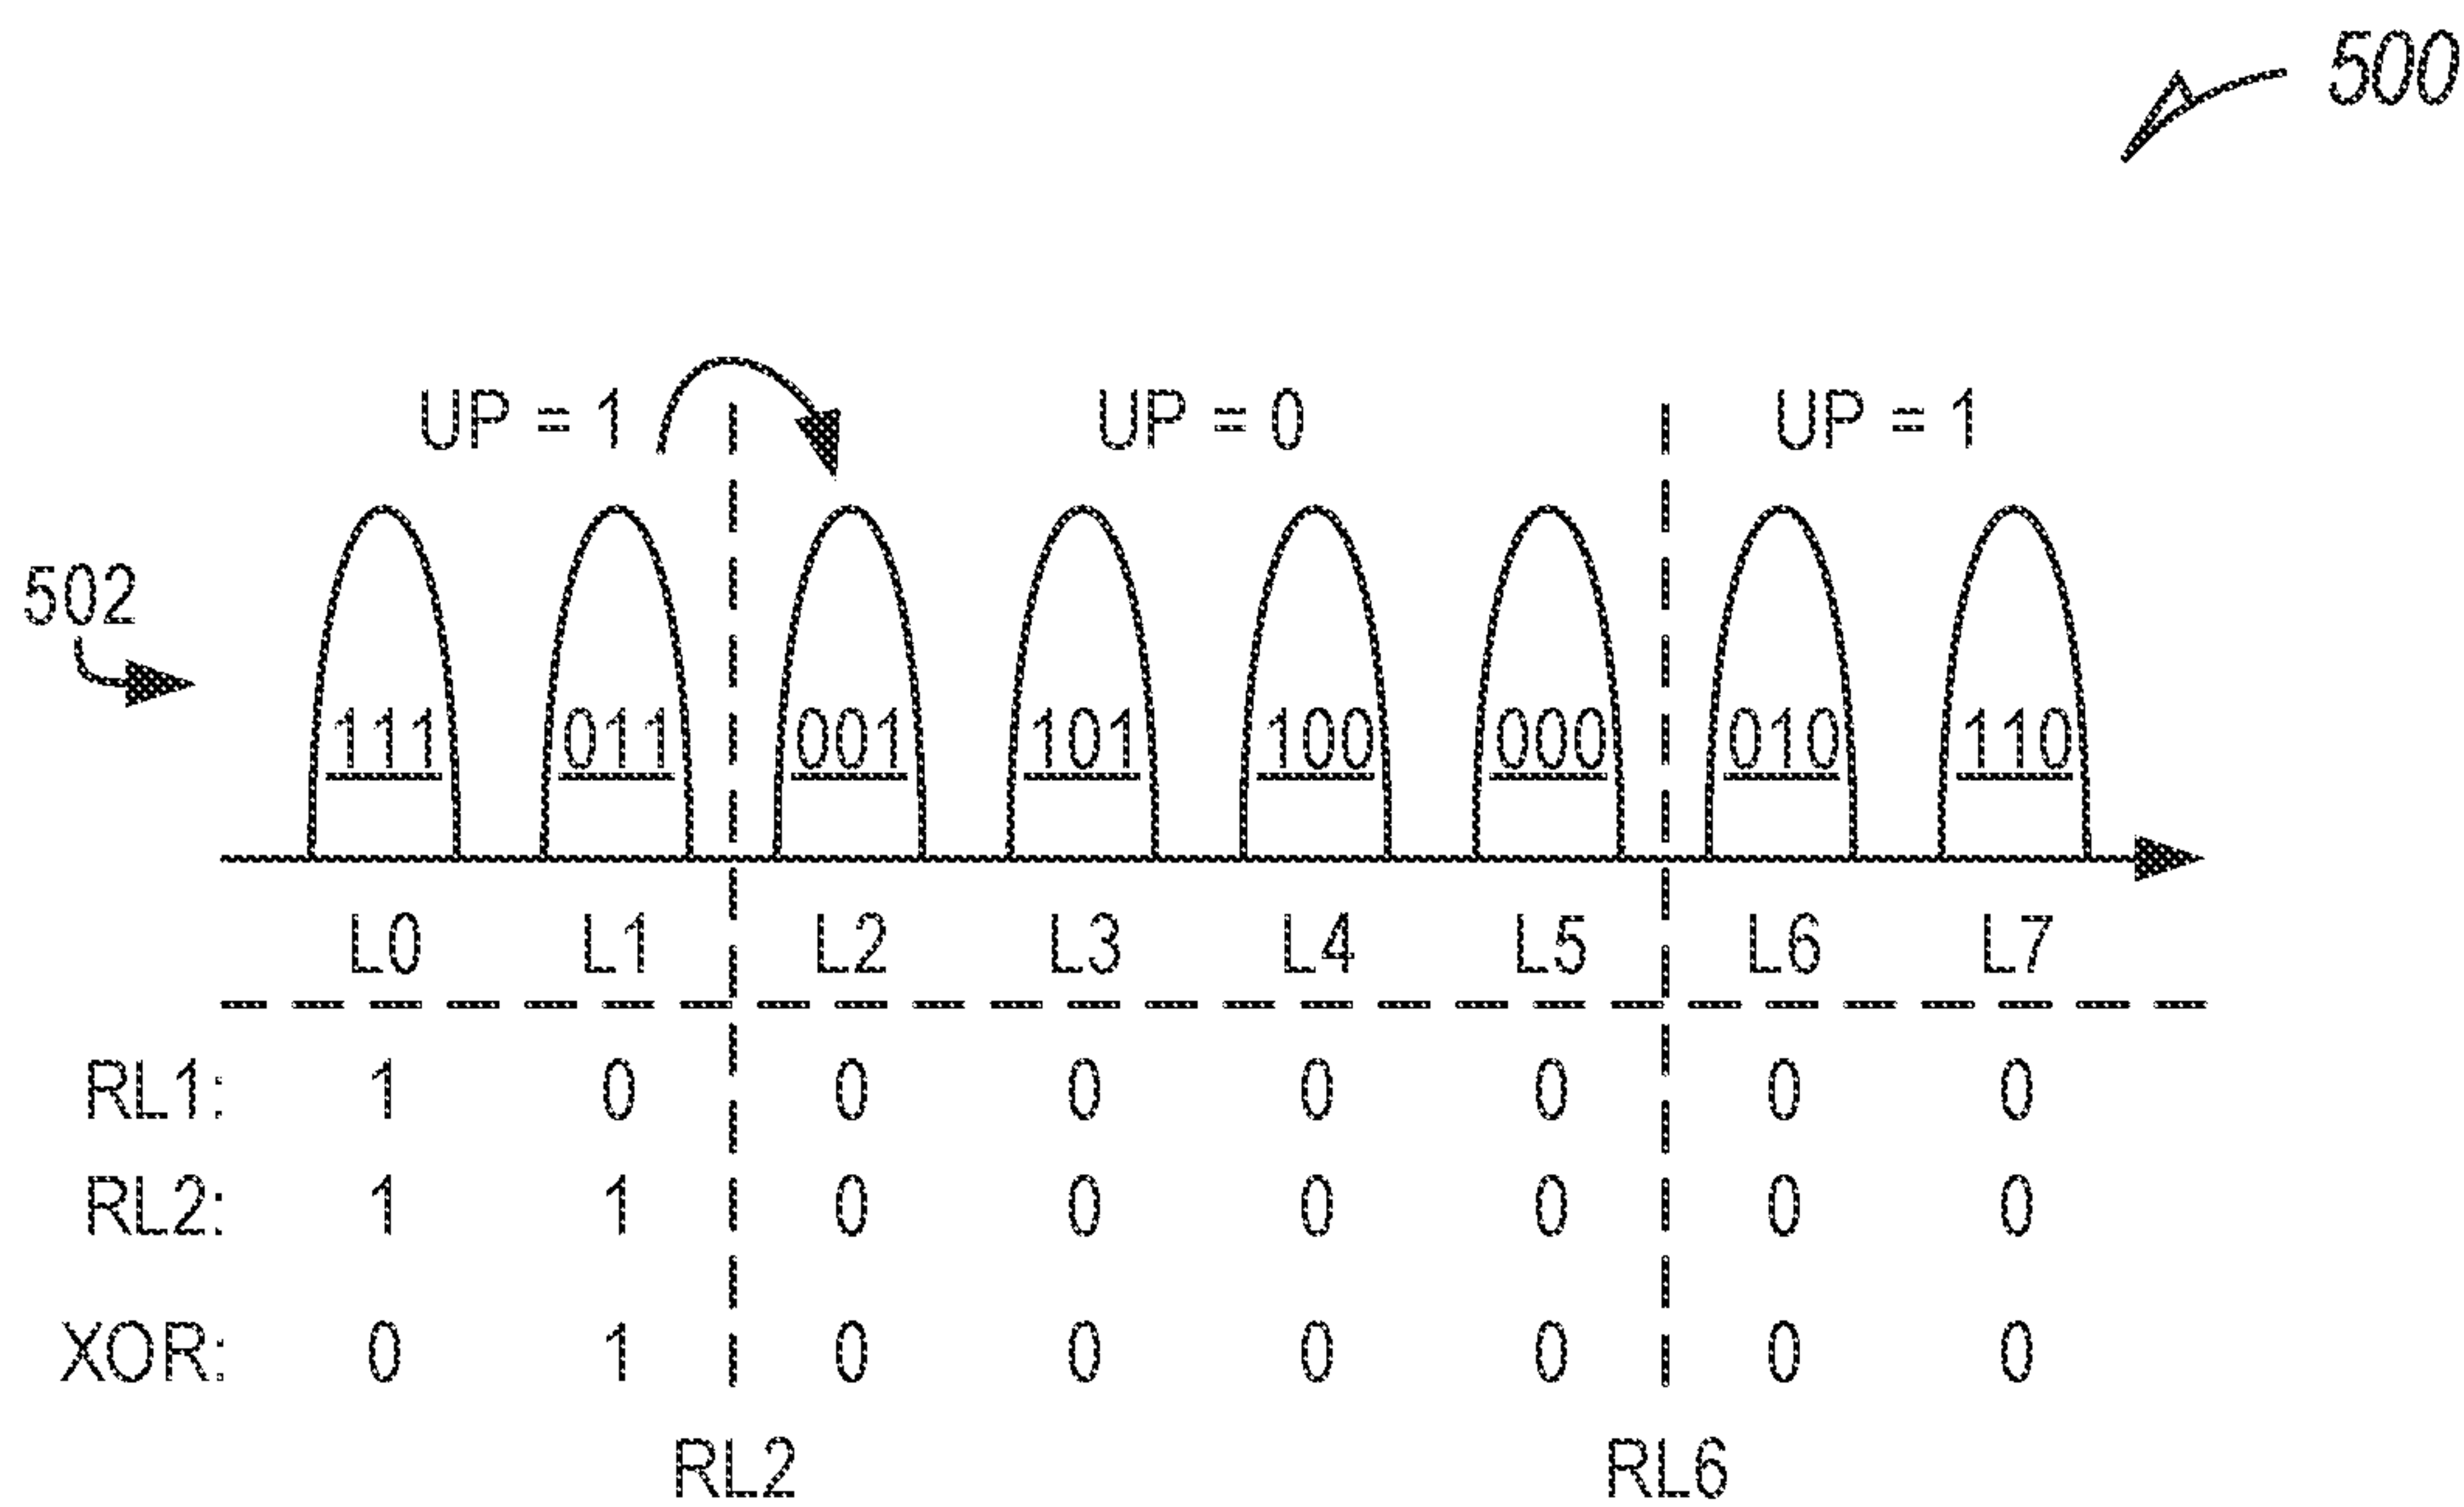 500
UP = 1 UP = 0 UP = 1
502
111 011 001 101 100 000 010 110
L0 L1 L2 L3 L4 L5 L6 L7
RL1: 1 0 0 0 0 0 0 0
RL2: 1 1 0 0 0 0 0 0
XOR: 0 1 0 0 0 0 0 0
RL2 RL6